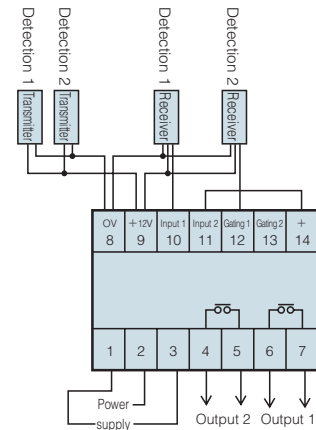 Detection 1
Detection 2
Detection 1
Detection 2
Transmitter
Transmitter
Receiver
Receiver
OV +12V Input 1 Input 2 Gating 1 Gating 2 +
8 9 10 11 12 13 14
1 2 3 4 5 6 7
Power
supply
Output 2 Output 1